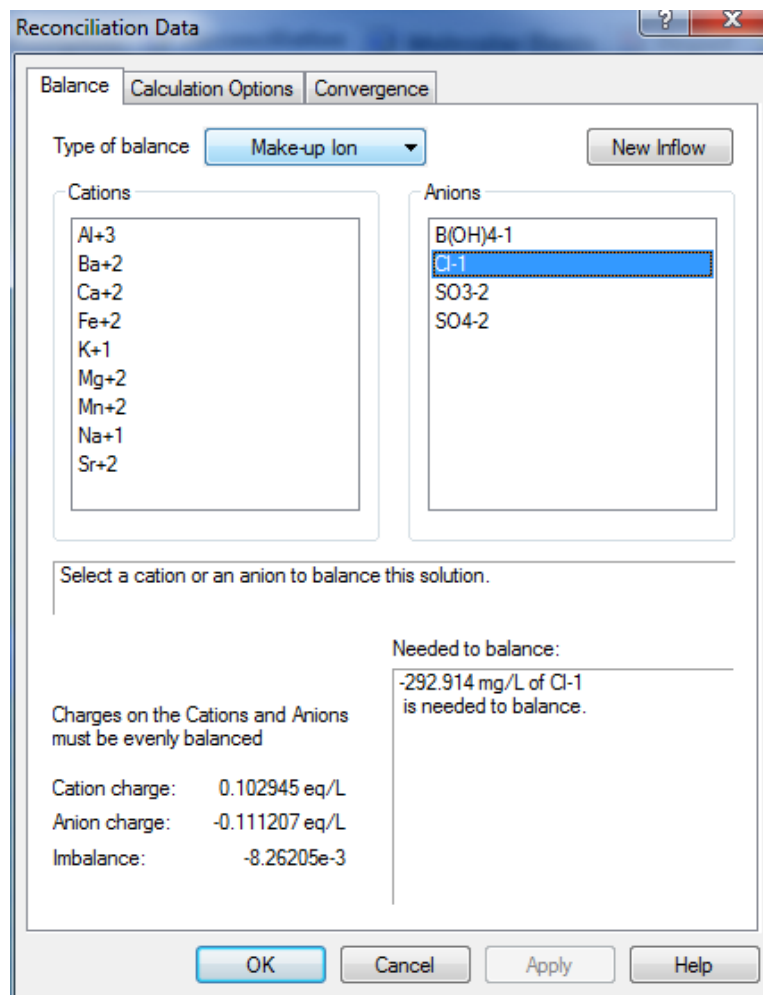 Reconciliation Data
?
X
Balance
Calculation Options
Convergence
Type of balance
Make-up Ion
New Inflow
Cations
Anions
Al+3
Ba+2
Ca+2
Fe+2
K+1
Mg+2
Mn+2
Na+1
Sr+2
B(OH)4-1
Cl-1
SO3-2
SO4-2
Select a cation or an anion to balance this solution.
Needed to balance:
-292.914 mg/L of Cl-1
is needed to balance.
Charges on the Cations and Anions
must be evenly balanced
Cation charge: 0.102945 eq/L
Anion charge: -0.111207 eq/L
Imbalance: -8.26205e-3
OK
Cancel
Apply
Help